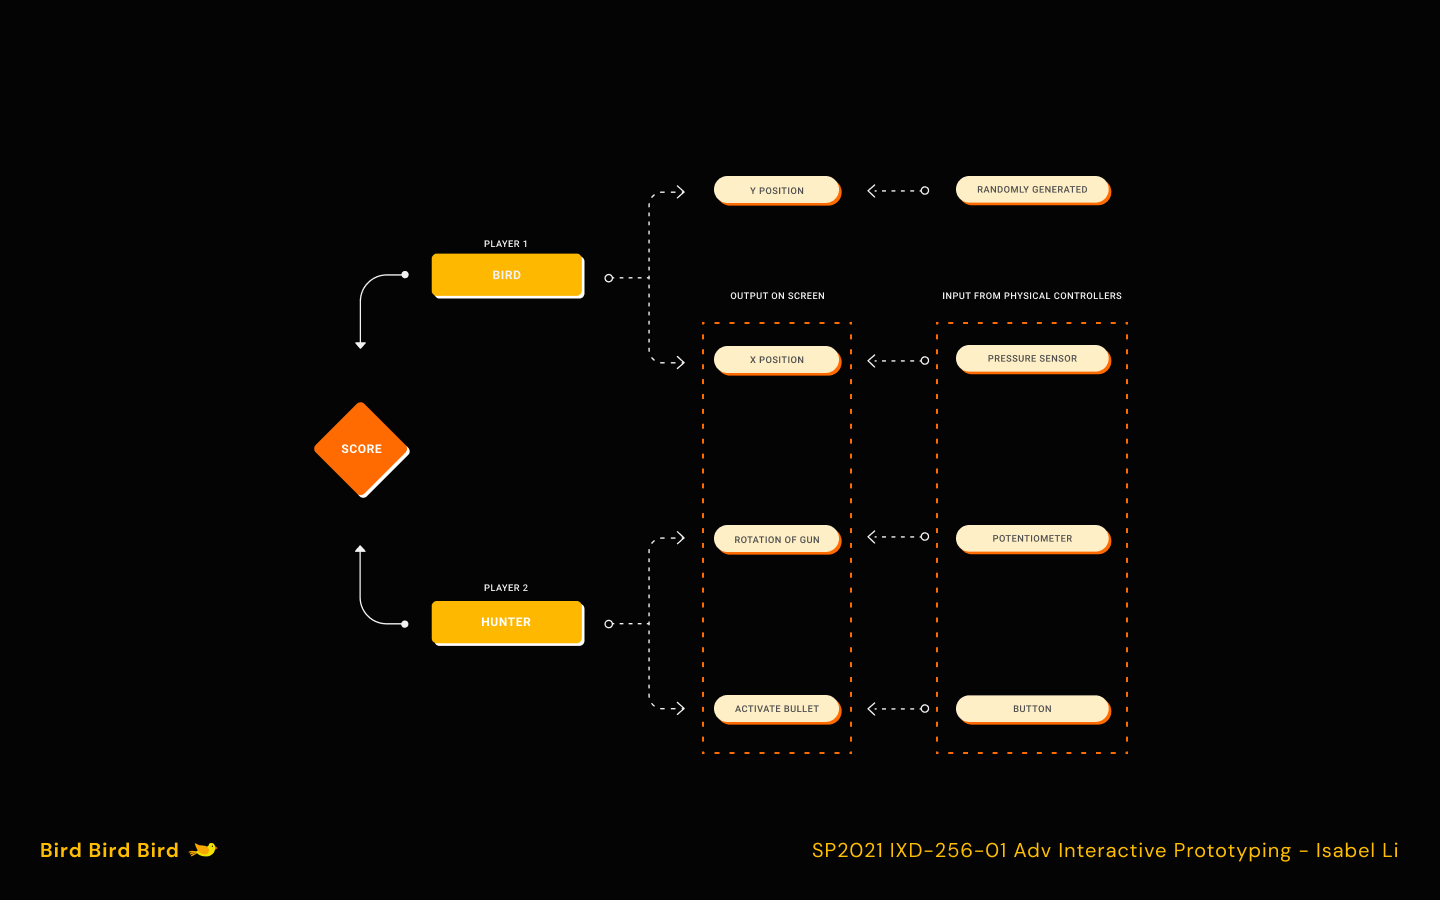 Y POSITION
RANDOMLY GENERATED
PLAYER 1
BIRD
OUTPUT ON SCREEN
INPUT FROM PHYSICAL CONTROLLERS
X POSITION
PRESSURE SENSOR
SCORE
ROTATION OF GUN
POTENTIOMETER
PLAYER 2
HUNTER
ACTIVATE BULLET
BUTTON
Bird Bird Bird
SP2021 IXD-256-01 Adv Interactive Prototyping - Isabel Li